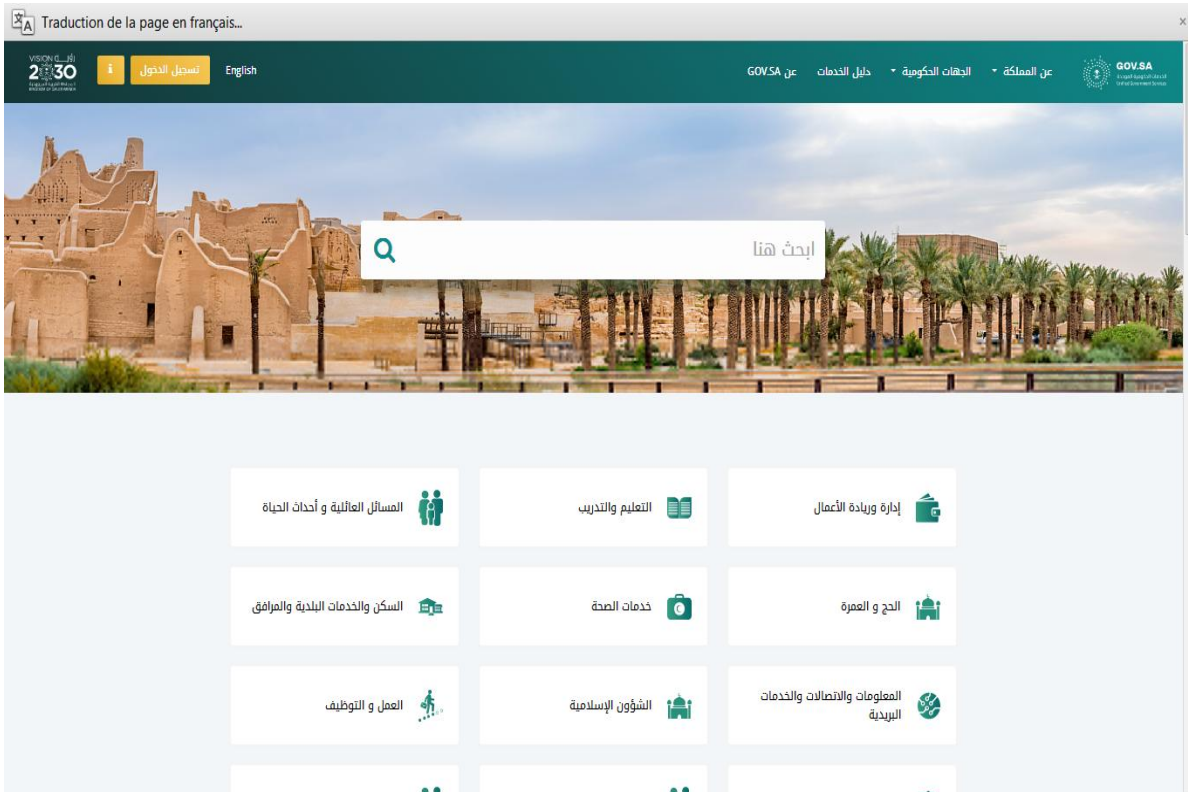 Traduction de la page en français...
GOV.SA
عن المملكة
الجهات الحكومية
دليل الخدمات
عن GOV.SA
English
تسجيل الدخول
i
VISION رؤيــة
2030
ابحث هنا
إدارة وريادة الأعمال
التعليم والتدريب
المسائل العائلية و أحداث الحياة
الحج و العمرة
خدمات الصحة
السكن والخدمات البلدية والمرافق
المعلومات والاتصالات والخدمات
البريدية
الشؤون الإسلامية
العمل و التوظيف